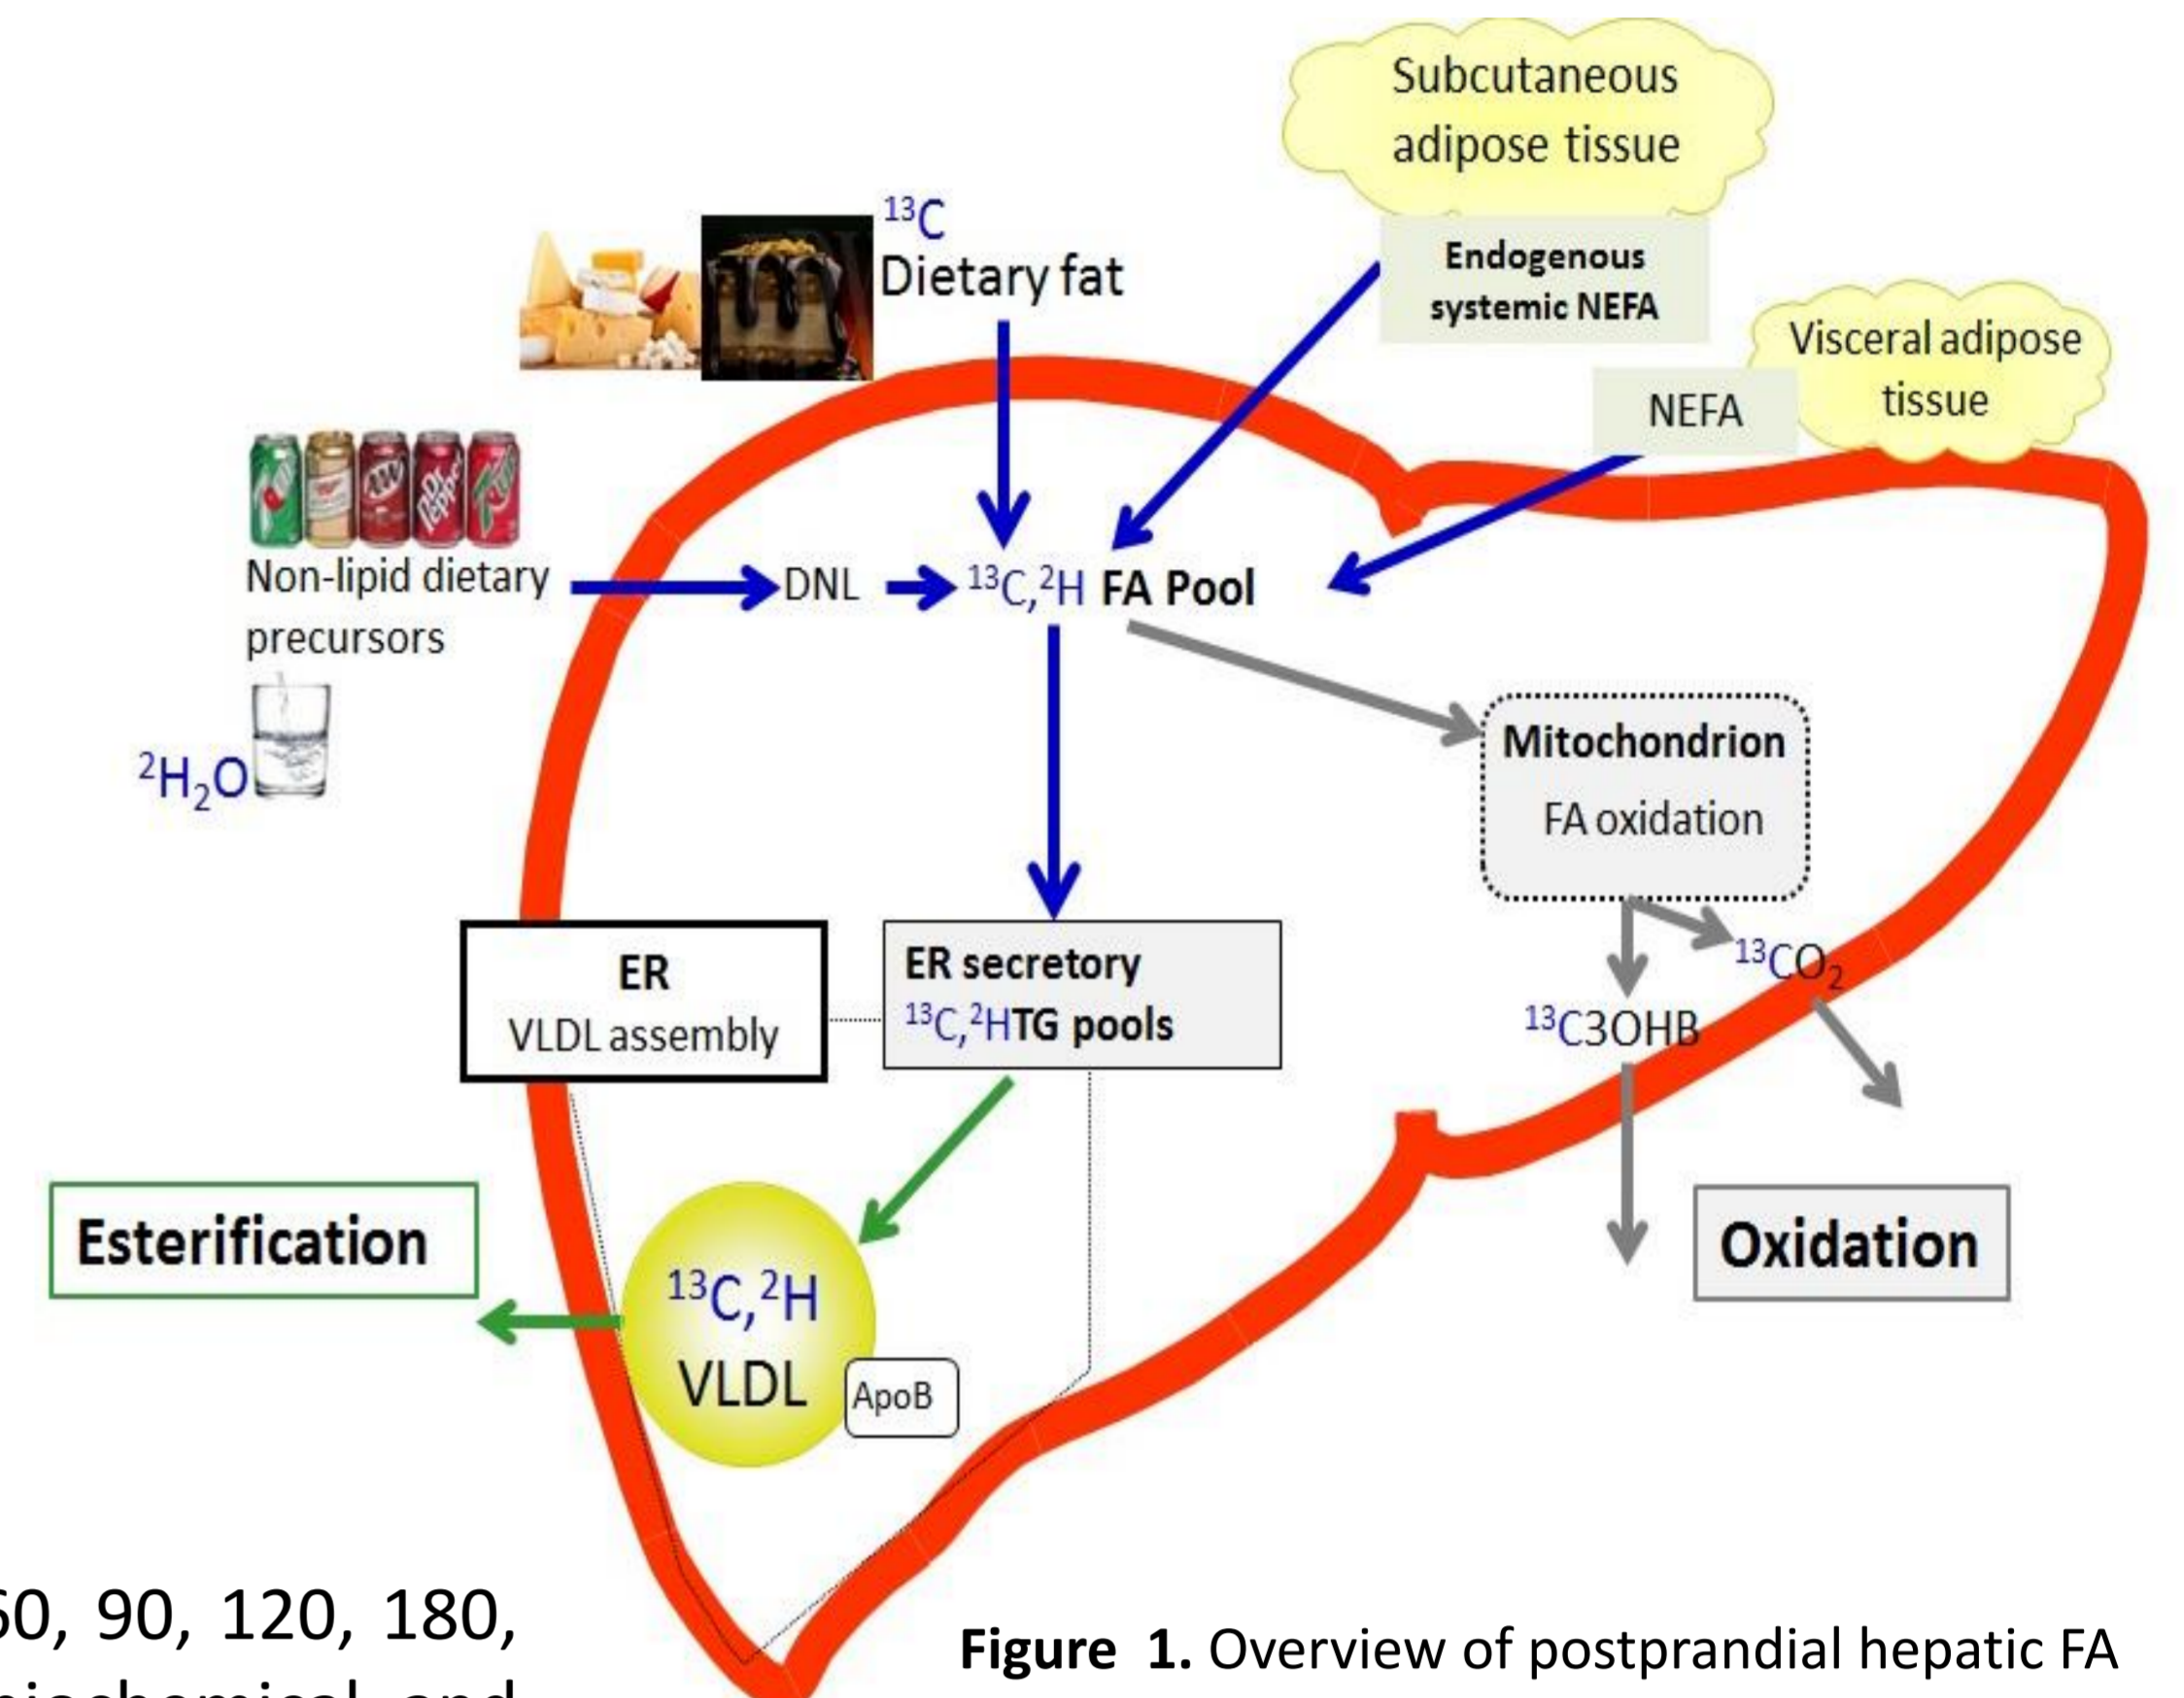 Subcutaneous
adipose tissue
¹³C
Dietary fat
Endogenous
systemic NEFA
Visceral adipose
tissue
NEFA
Non-lipid dietary
precursors
DNL
¹³C,²H FA Pool
²H₂O
Mitochondrion
FA oxidation
ER
VLDL assembly
ER secretory
¹³C,²HTG pools
¹³CO₂
¹³C3OHB
Esterification
Oxidation
¹³C,²H
VLDL
ApoB
90, 120, 180,
Figure 1. Overview of postprandial hepatic FA